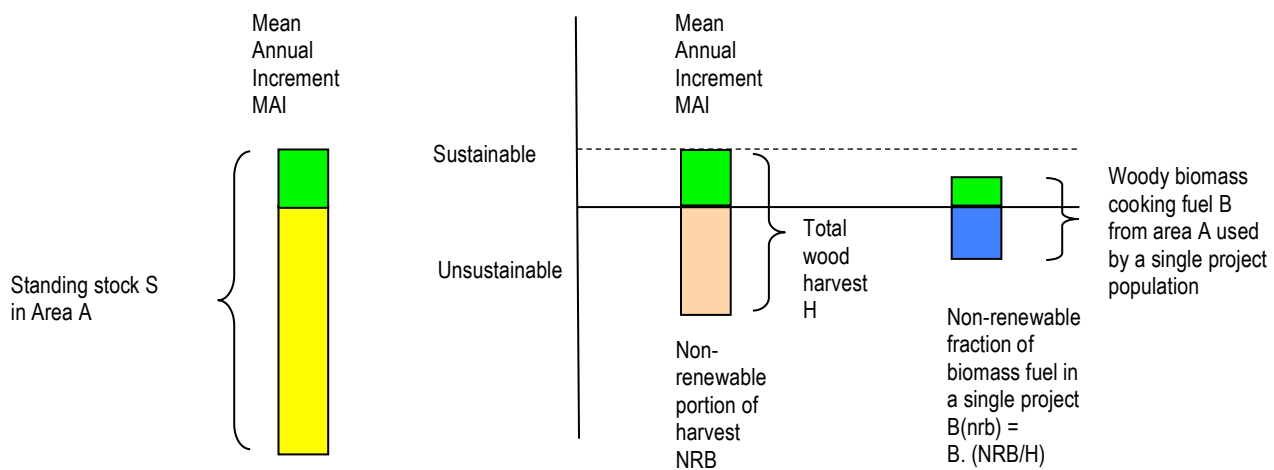 Mean
Annual
Increment
MAI
Standing stock S
in Area A
Mean
Annual
Increment
MAI
Sustainable
Unsustainable
Total
wood
harvest
H
Non-
renewable
portion of
harvest
NRB
Woody biomass
cooking fuel B
from area A used
by a single project
population
Non-renewable
fraction of
biomass fuel in
a single project
B(nrb) =
B. (NRB/H)